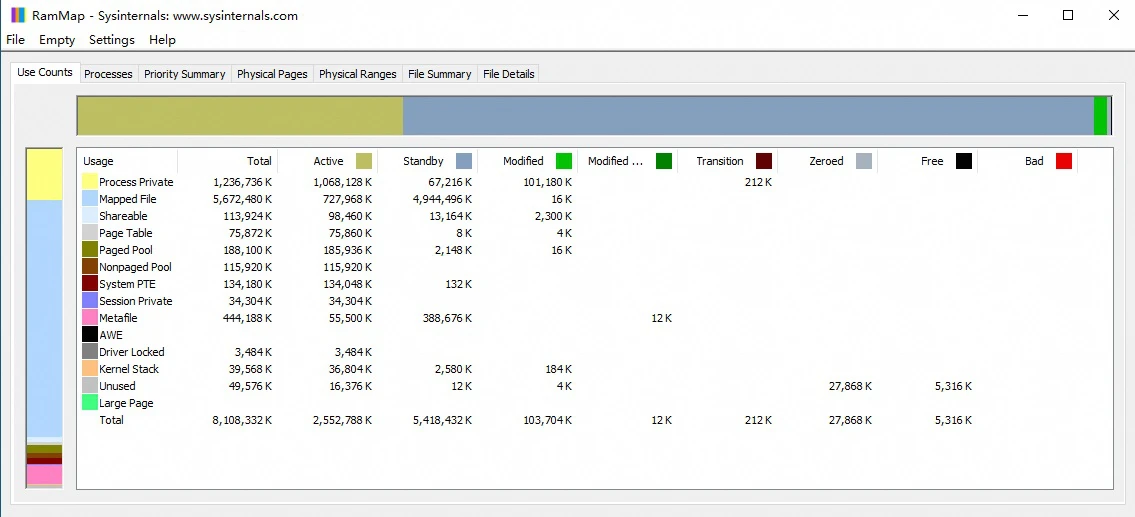 RamMap - Sysinternals: www.sysinternals.com
File Empty Settings Help
Use Counts Processes Priority Summary Physical Pages Physical Ranges File Summary File Details
Usage Total Active Standby Modified Modified ... Transition Zeroed Free Bad
Process Private 1,236,736 K 1,068,128 K 67,216 K 101,180 K 212 K
Mapped File 5,672,480 K 727,968 K 4,944,496 K 16 K
Shareable 113,924 K 98,460 K 13,164 K 2,300 K
Page Table 75,872 K 75,860 K 8 K 4 K
Paged Pool 188,100 K 185,936 K 2,148 K 16 K
Nonpaged Pool 115,920 K 115,920 K
System PTE 134,180 K 134,048 K 132 K
Session Private 34,304 K 34,304 K
Metafile 444,188 K 55,500 K 388,676 K 12 K
AWE
Driver Locked 3,484 K 3,484 K
Kernel Stack 39,568 K 36,804 K 2,580 K 184 K
Unused 49,576 K 16,376 K 12 K 4 K 27,868 K 5,316 K
Large Page
Total 8,108,332 K 2,552,788 K 5,418,432 K 103,704 K 12 K 212 K 27,868 K 5,316 K